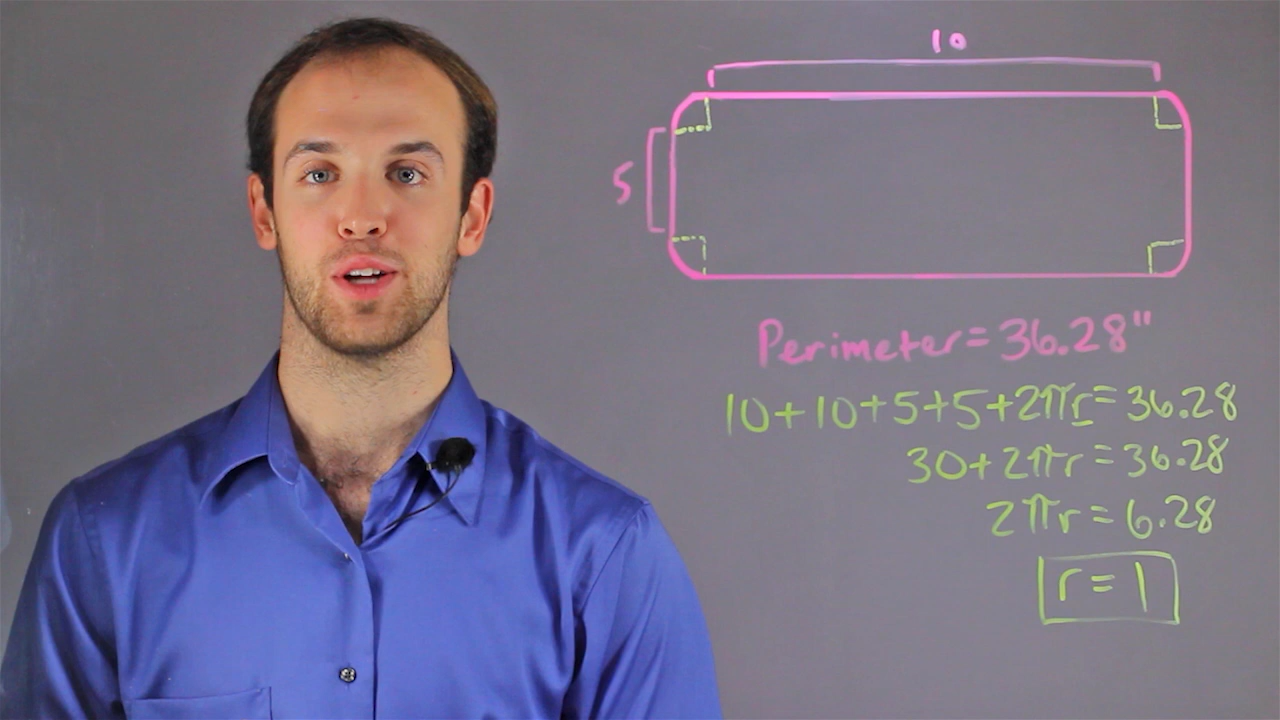 10
5
Perimeter=36.28"
10+10+5+5+2πr=36.28
30+2πr=36.28
2πr=6.28
r=1